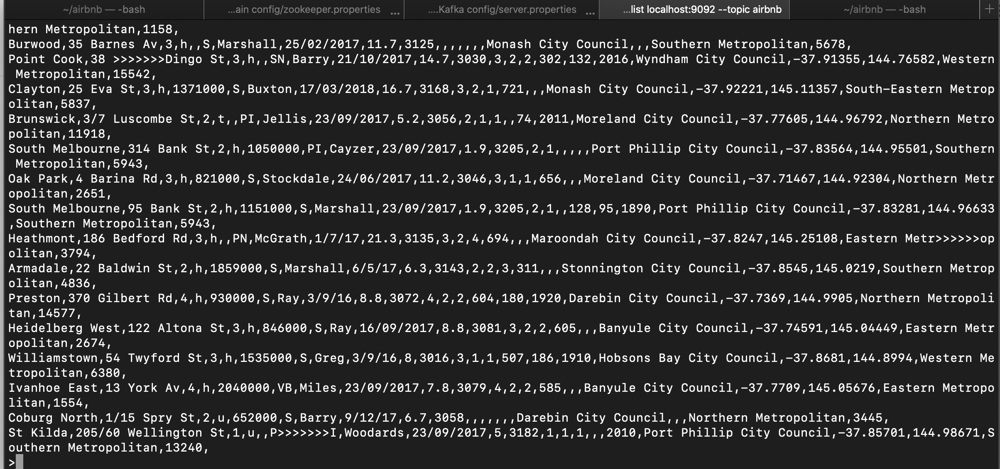 ~/airbnb — -bash
...ain config/zookeeper.properties ...
....Kafka config/server.properties ...
...list localhost:9092 --topic airbnb
~/airbnb — -bash
+
hern Metropolitan,1158,
Burwood,35 Barnes Av,3,h,,S,Marshall,25/02/2017,11.7,3125,,,,,,,Monash City Council,,,Southern Metropolitan,5678,
Point Cook,38 >>>>>>>Dingo St,3,h,,SN,Barry,21/10/2017,14.7,3030,3,2,2,302,132,2016,Wyndham City Council,-37.91355,144.76582,Western
 Metropolitan,15542,
Clayton,25 Eva St,3,h,1371000,S,Buxton,17/03/2018,16.7,3168,3,2,1,721,,,Monash City Council,-37.92221,145.11357,South-Eastern Metrop
olitan,5837,
Brunswick,3/7 Luscombe St,2,t,,PI,Jellis,23/09/2017,5.2,3056,2,1,1,,74,2011,Moreland City Council,-37.77605,144.96792,Northern Metro
politan,11918,
South Melbourne,314 Bank St,2,h,1050000,PI,Cayzer,23/09/2017,1.9,3205,2,1,,,,,Port Phillip City Council,-37.83564,144.95501,Southern
 Metropolitan,5943,
Oak Park,4 Barina Rd,3,h,821000,S,Stockdale,24/06/2017,11.2,3046,3,1,1,656,,,Moreland City Council,-37.71467,144.92304,Northern Metr
opolitan,2651,
South Melbourne,95 Bank St,2,h,1151000,S,Marshall,23/09/2017,1.9,3205,2,1,,128,95,1890,Port Phillip City Council,-37.83281,144.96633
,Southern Metropolitan,5943,
Heathmont,186 Bedford Rd,3,h,,PN,McGrath,1/7/17,21.3,3135,3,2,4,694,,,Maroondah City Council,-37.8247,145.25108,Eastern Metr>>>>>>op
olitan,3794,
Armadale,22 Baldwin St,2,h,1859000,S,Marshall,6/5/17,6.3,3143,2,2,3,311,,,Stonnington City Council,-37.8545,145.0219,Southern Metrop
olitan,4836,
Preston,370 Gilbert Rd,4,h,930000,S,Ray,3/9/16,8.8,3072,4,2,2,604,180,1920,Darebin City Council,-37.7369,144.9905,Northern Metropoli
tan,14577,
Heidelberg West,122 Altona St,3,h,846000,S,Ray,16/09/2017,8.8,3081,3,2,2,605,,,Banyule City Council,-37.74591,145.04449,Eastern Metr
opolitan,2674,
Williamstown,54 Twyford St,3,h,1535000,S,Greg,3/9/16,8,3016,3,1,1,507,186,1910,Hobsons Bay City Council,-37.8681,144.8994,Western Me
tropolitan,6380,
Ivanhoe East,13 York Av,4,h,2040000,VB,Miles,23/09/2017,7.8,3079,4,2,2,585,,,Banyule City Council,-37.7709,145.05676,Eastern Metropo
litan,1554,
Coburg North,1/15 Spry St,2,u,652000,S,Barry,9/12/17,6.7,3058,,,,,,,Darebin City Council,,,Northern Metropolitan,3445,
St Kilda,205/60 Wellington St,1,u,,P>>>>>>>I,Woodards,23/09/2017,5,3182,1,1,1,,,2010,Port Phillip City Council,-37.85701,144.98671,S
outhern Metropolitan,13240,
>